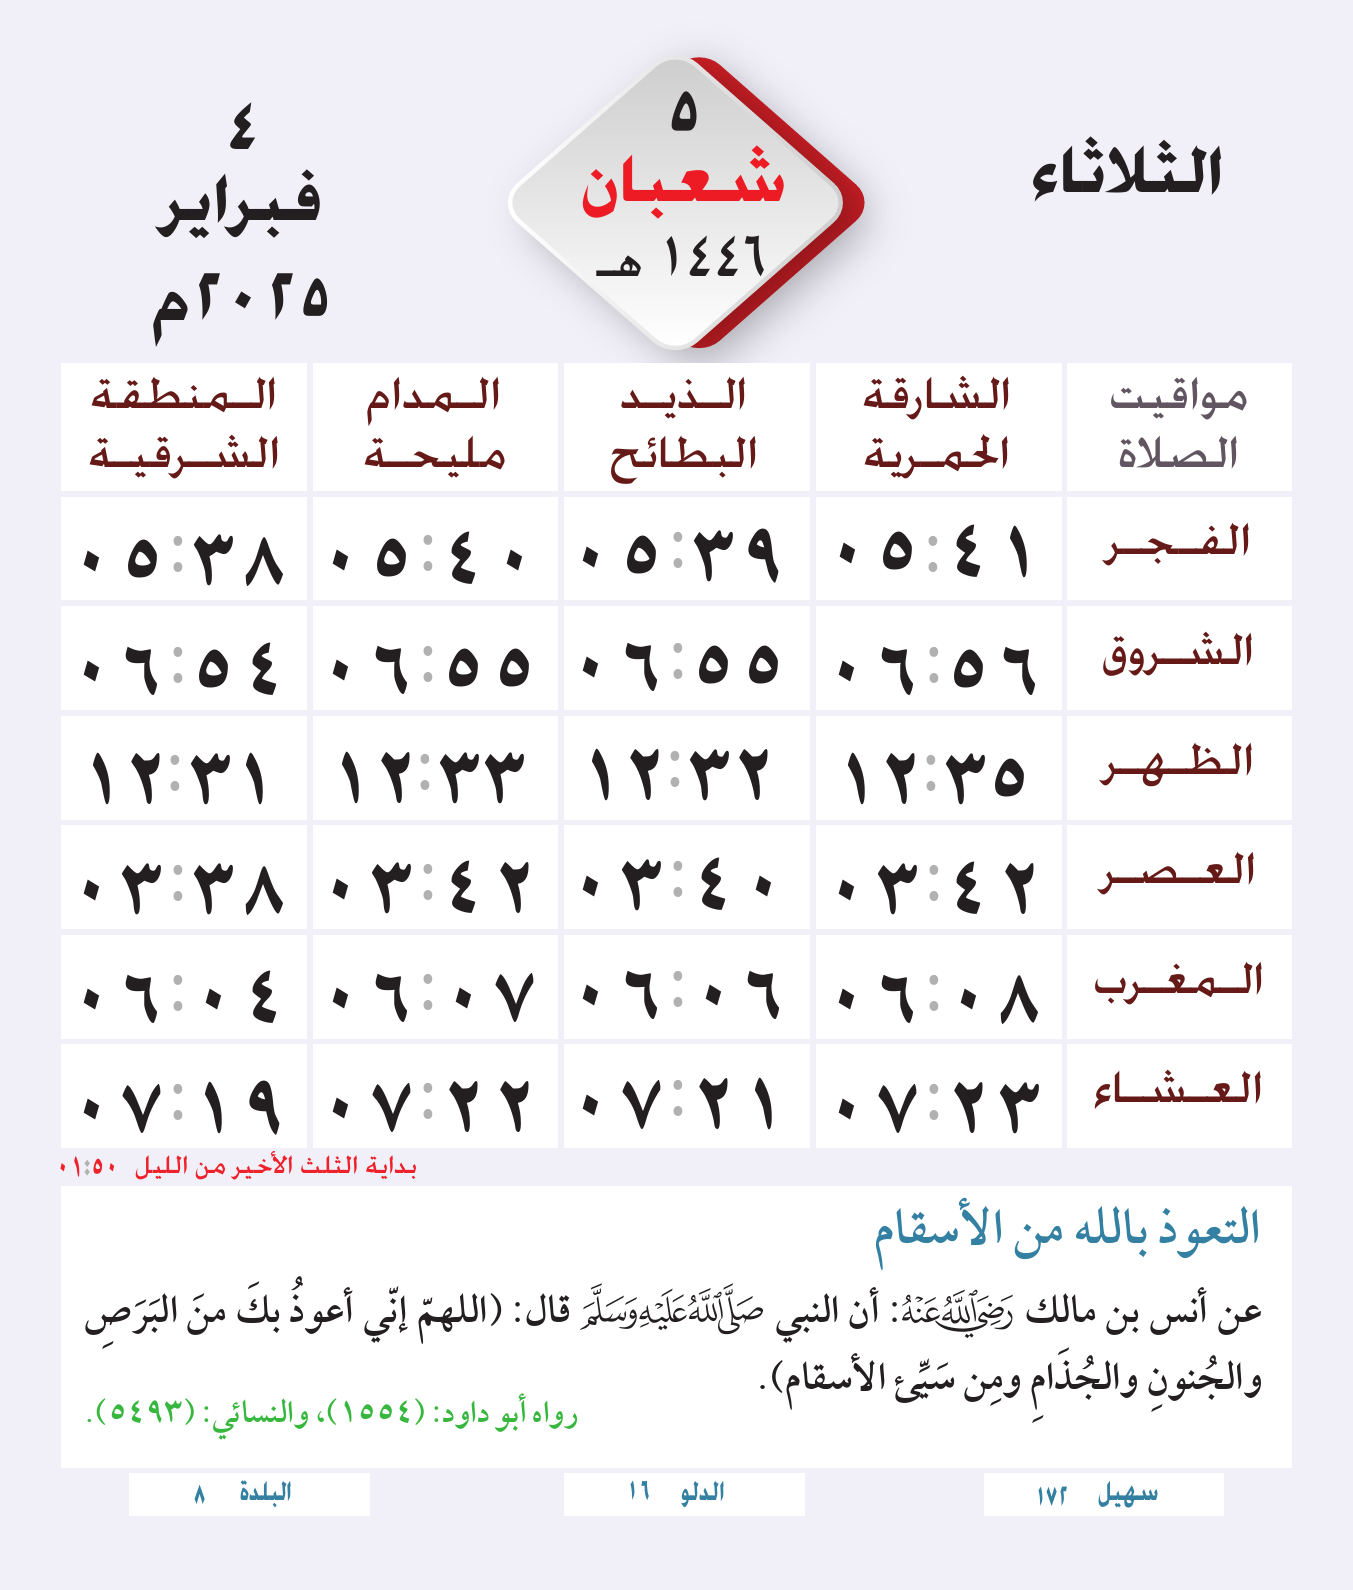 الثلاثاء
٥
شعبان
١٤٤٦ هـ
٤
فبراير
٢٠٢٥م
مواقيت الصلاة
الشارقة الحمرية
الذيد البطائح
المدام مليحة
المنطقة الشرقية
الفجر ٠٥:٤١ ٠٥:٣٩ ٠٥:٤٠ ٠٥:٣٨
الشروق ٠٦:٥٦ ٠٦:٥٥ ٠٦:٥٥ ٠٦:٥٤
الظهر ١٢:٣٥ ١٢:٣٢ ١٢:٣٣ ١٢:٣١
العصر ٠٣:٤٢ ٠٣:٤٠ ٠٣:٤٢ ٠٣:٣٨
المغرب ٠٦:٠٨ ٠٦:٠٦ ٠٦:٠٧ ٠٦:٠٤
العشاء ٠٧:٢٣ ٠٧:٢١ ٠٧:٢٢ ٠٧:١٩
بداية الثلث الأخير من الليل ٠١:٥٠
التعوذ بالله من الأسقام
عن أنس بن مالك رَضِيَ اللَّهُ عَنْهُ: أن النبي صَلَّى اللَّهُ عَلَيْهِ وَسَلَّمَ قال: (اللهمّ إنّي أعوذُ بكَ منَ البَرَصِ
والجُنونِ والجُذَامِ ومِن سَيِّئ الأسقام).
رواه أبو داود: (١٥٥٤)، والنسائي: (٥٤٩٣).
سهيل ١٧٢
الدلو ١٦
البلدة ٨